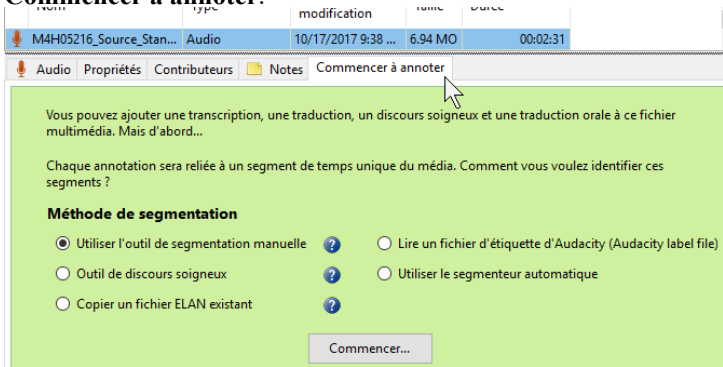 Commencer à annoter.
Nom Type modification Taille Durée
M4H05216_Source_Stan... Audio 10/17/2017 9:38 ... 6.94 MO 00:02:31
Audio Propriétés Contributeurs Notes Commencer à annoter
Vous pouvez ajouter une transcription, une traduction, un discours soigneux et une traduction orale à ce fichier
multimédia. Mais d'abord...
Chaque annotation sera reliée à un segment de temps unique du média. Comment vous voulez identifier ces
segments ?
Méthode de segmentation
Utiliser l'outil de segmentation manuelle ? Lire un fichier d'étiquette d'Audacity (Audacity label file)
Outil de discours soigneux ? Utiliser le segmenteur automatique
Copier un fichier ELAN existant ?
Commencer...